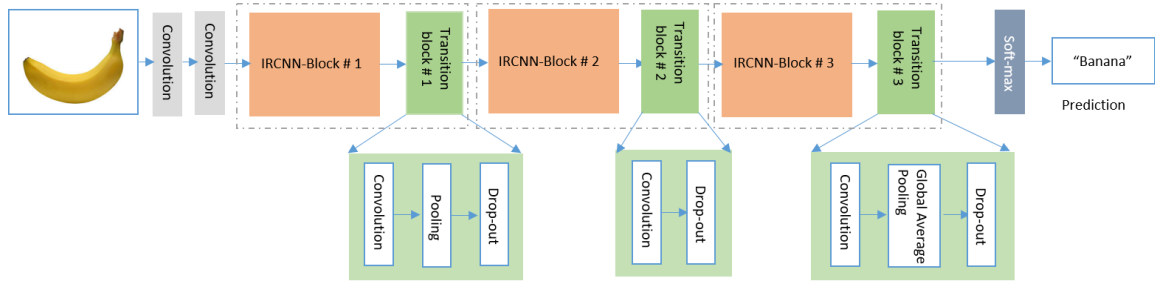 Convolution
Convolution
IRCNN-Block # 1
Transition
block # 1
IRCNN-Block # 2
Transition
block # 2
IRCNN-Block # 3
Transition
block # 3
Soft-max
“Banana”
Prediction
Convolution
Pooling
Drop-out
Convolution
Drop-out
Convolution
Global Average
Pooling
Drop-out